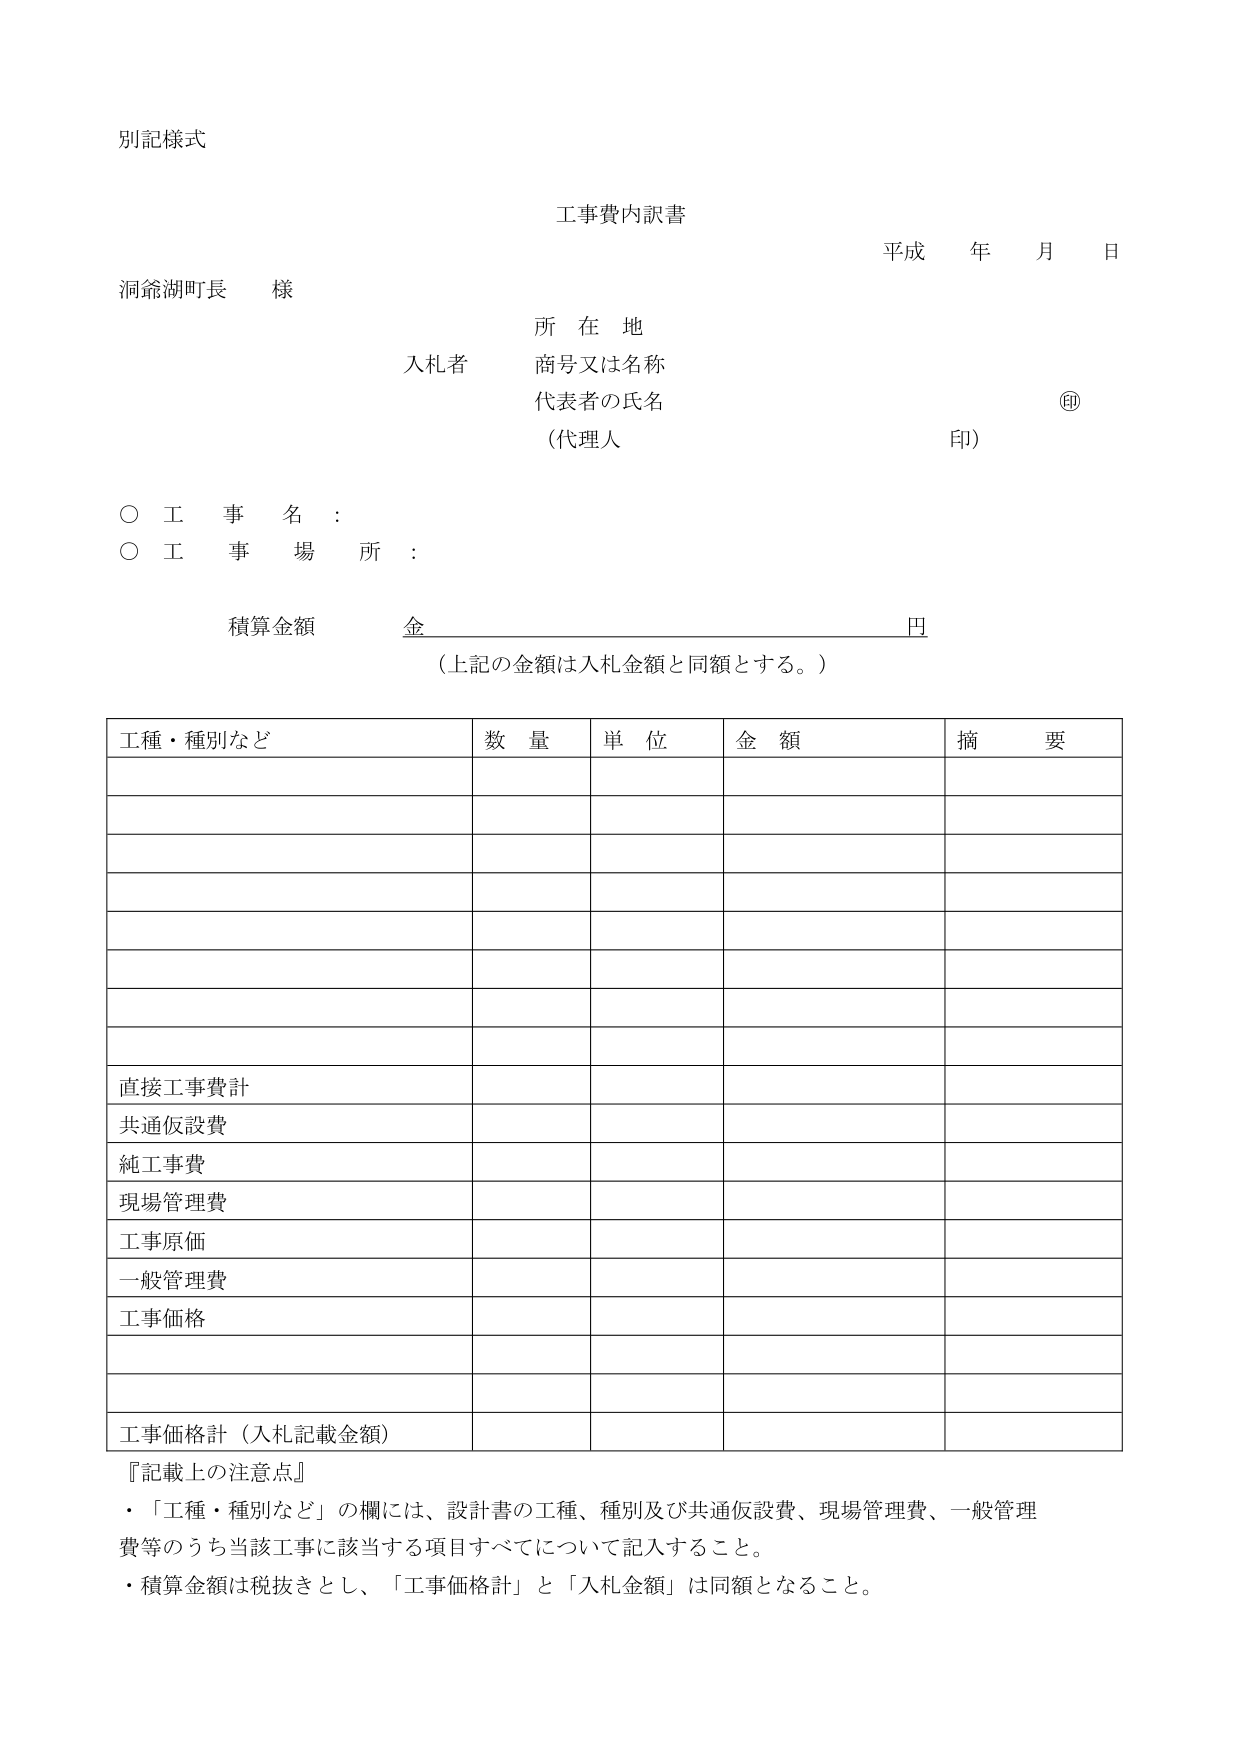 別記様式
工事費内訳書
平成　　年　　月　　日
洞爺湖町長　　様
所　在　地
入札者　　　商号又は名称
代表者の氏名　　　　　　　　　　　　　　　　　　㊞
（代理人　　　　　　　　　　　　　　　印）
〇 工　事　名　：
〇 工　事　場　所　：
積算金額　　　　金　　　　　　　　　　　　　　　　　　　　　　円
（上記の金額は入札金額と同額とする。）
工種・種別など　数　量　単　位　金　額　摘　　　要
直接工事費計
共通仮設費
純工事費
現場管理費
工事原価
一般管理費
工事価格
工事価格計（入札記載金額）
『記載上の注意点』
・「工種・種別など」の欄には、設計書の工種、種別及び共通仮設費、現場管理費、一般管理
費等のうち当該工事に該当する項目すべてについて記入すること。
・積算金額は税抜きとし、「工事価格計」と「入札金額」は同額となること。